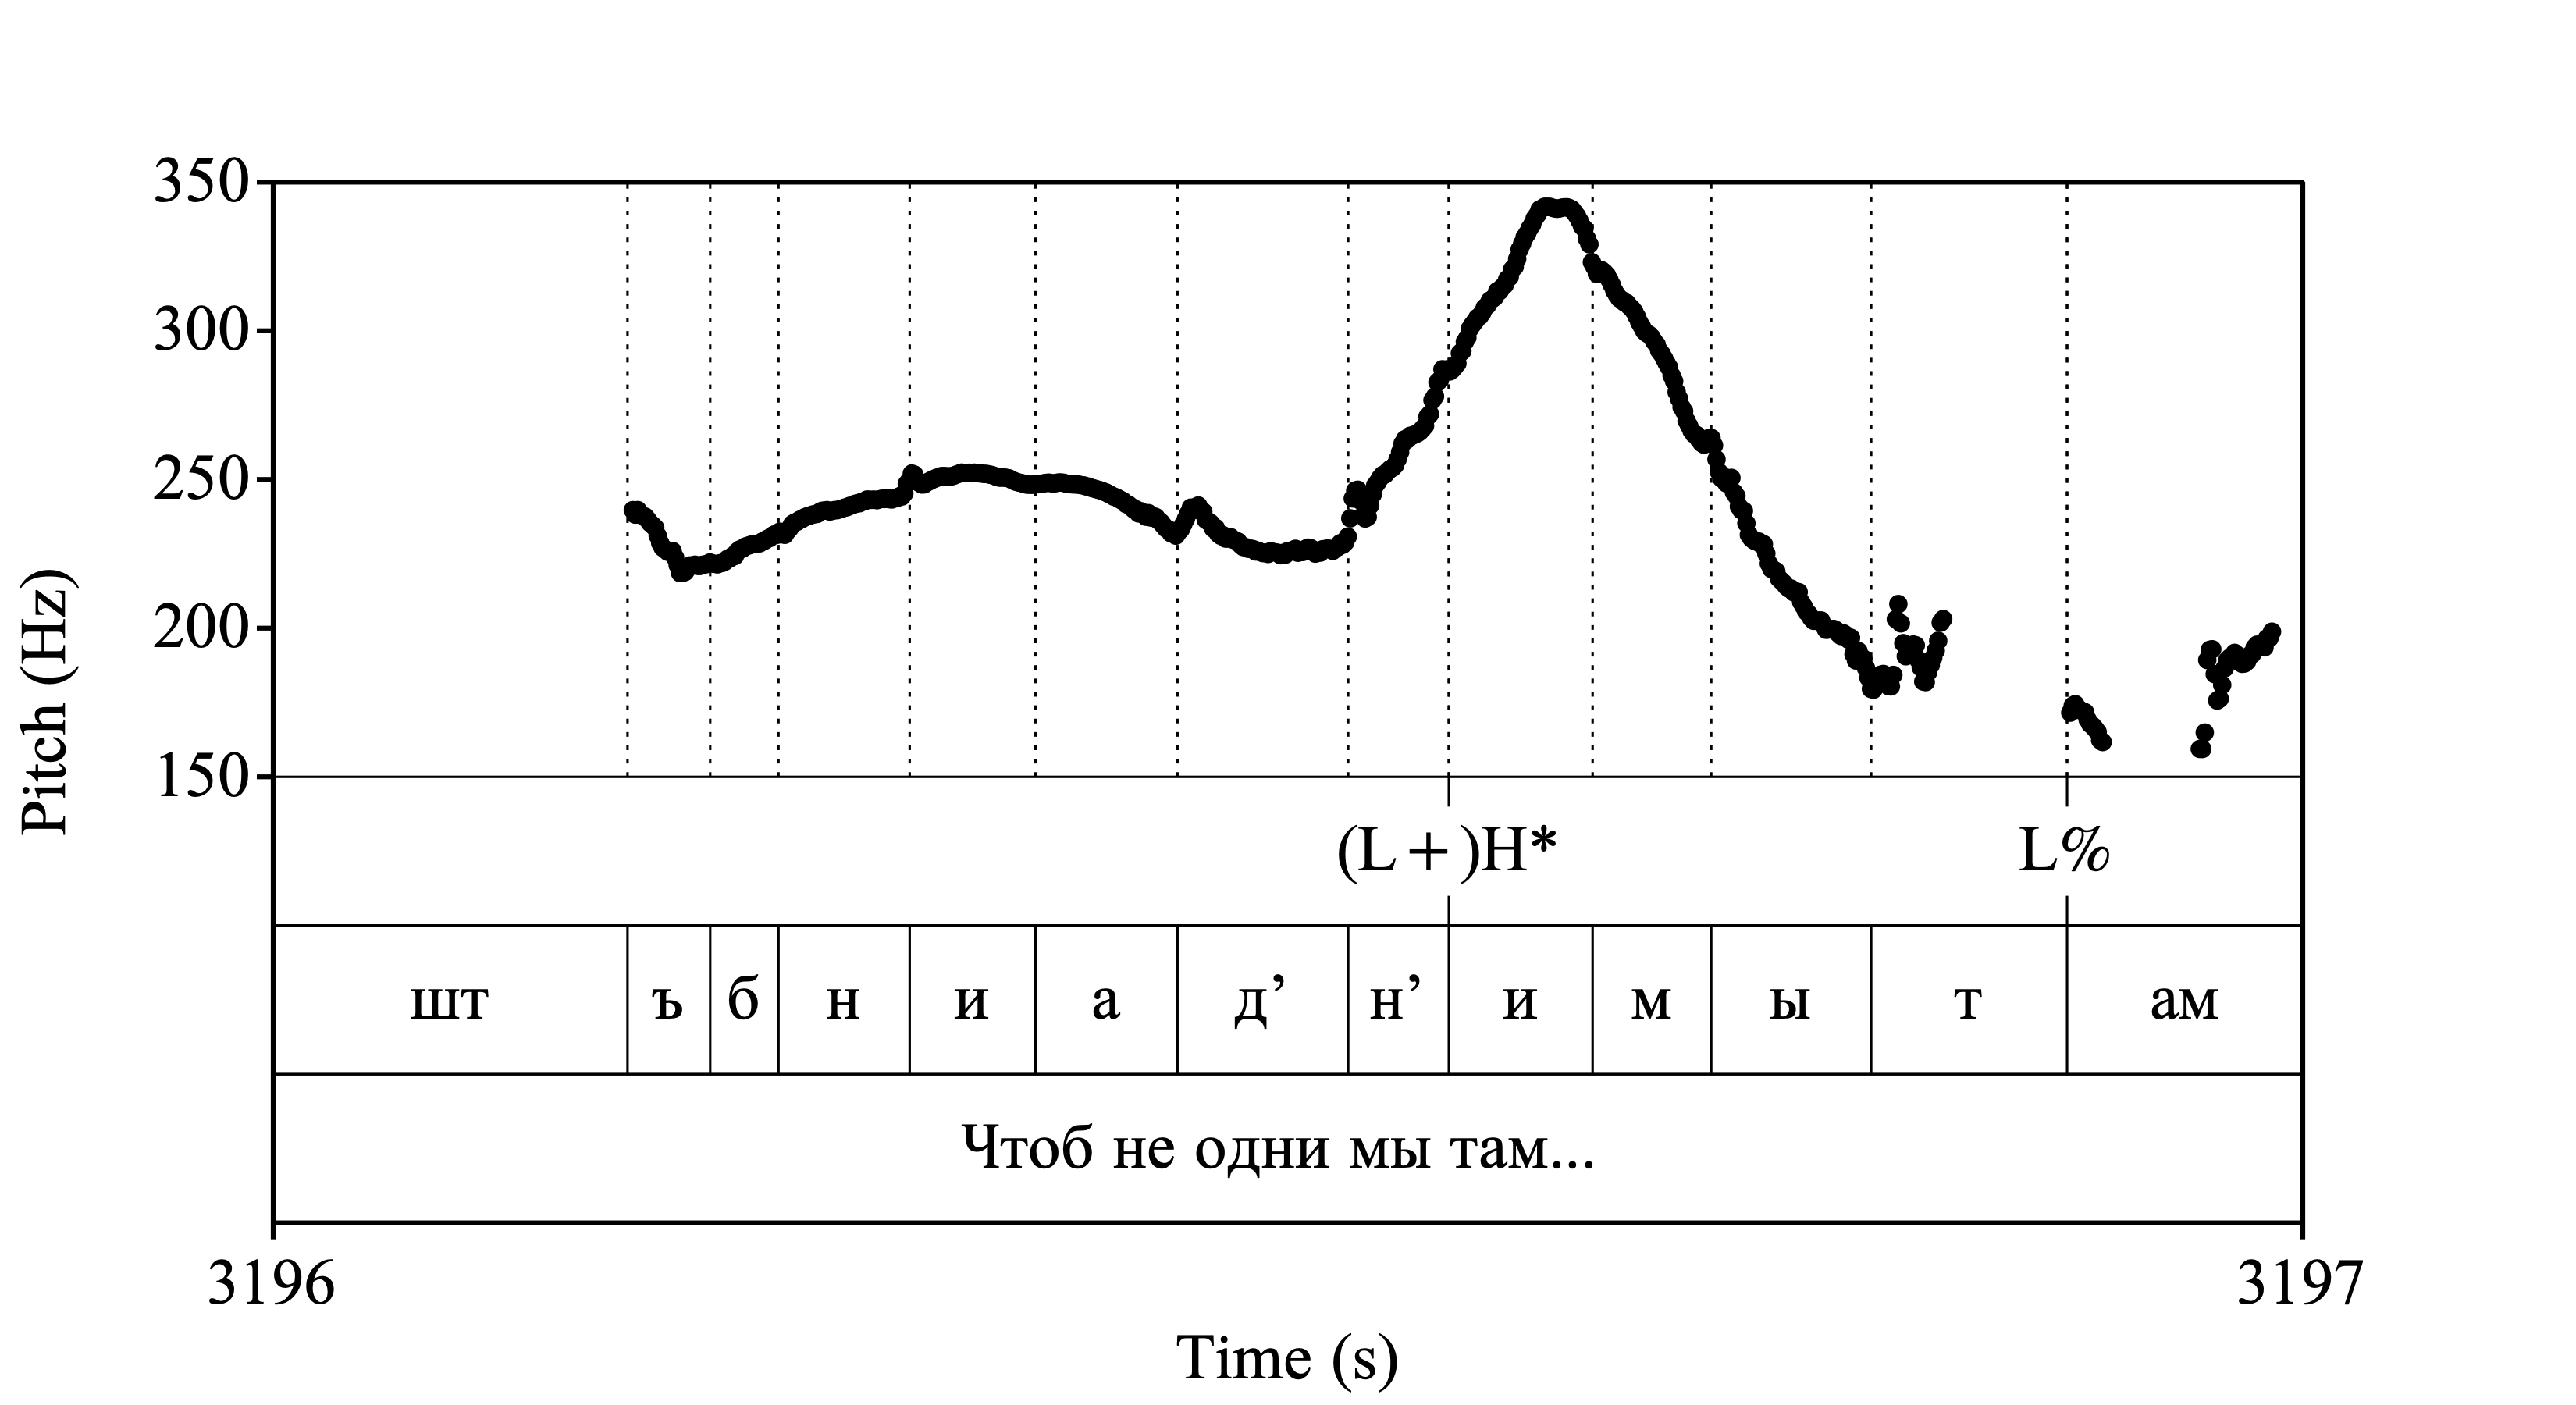 350
300
250
200
150
Pitch (Hz)
(L+)H* L%
шт ъ б н и а д’ н’ и м ы т ам
Чтоб не одни мы там...
3196 3197
Time (s)